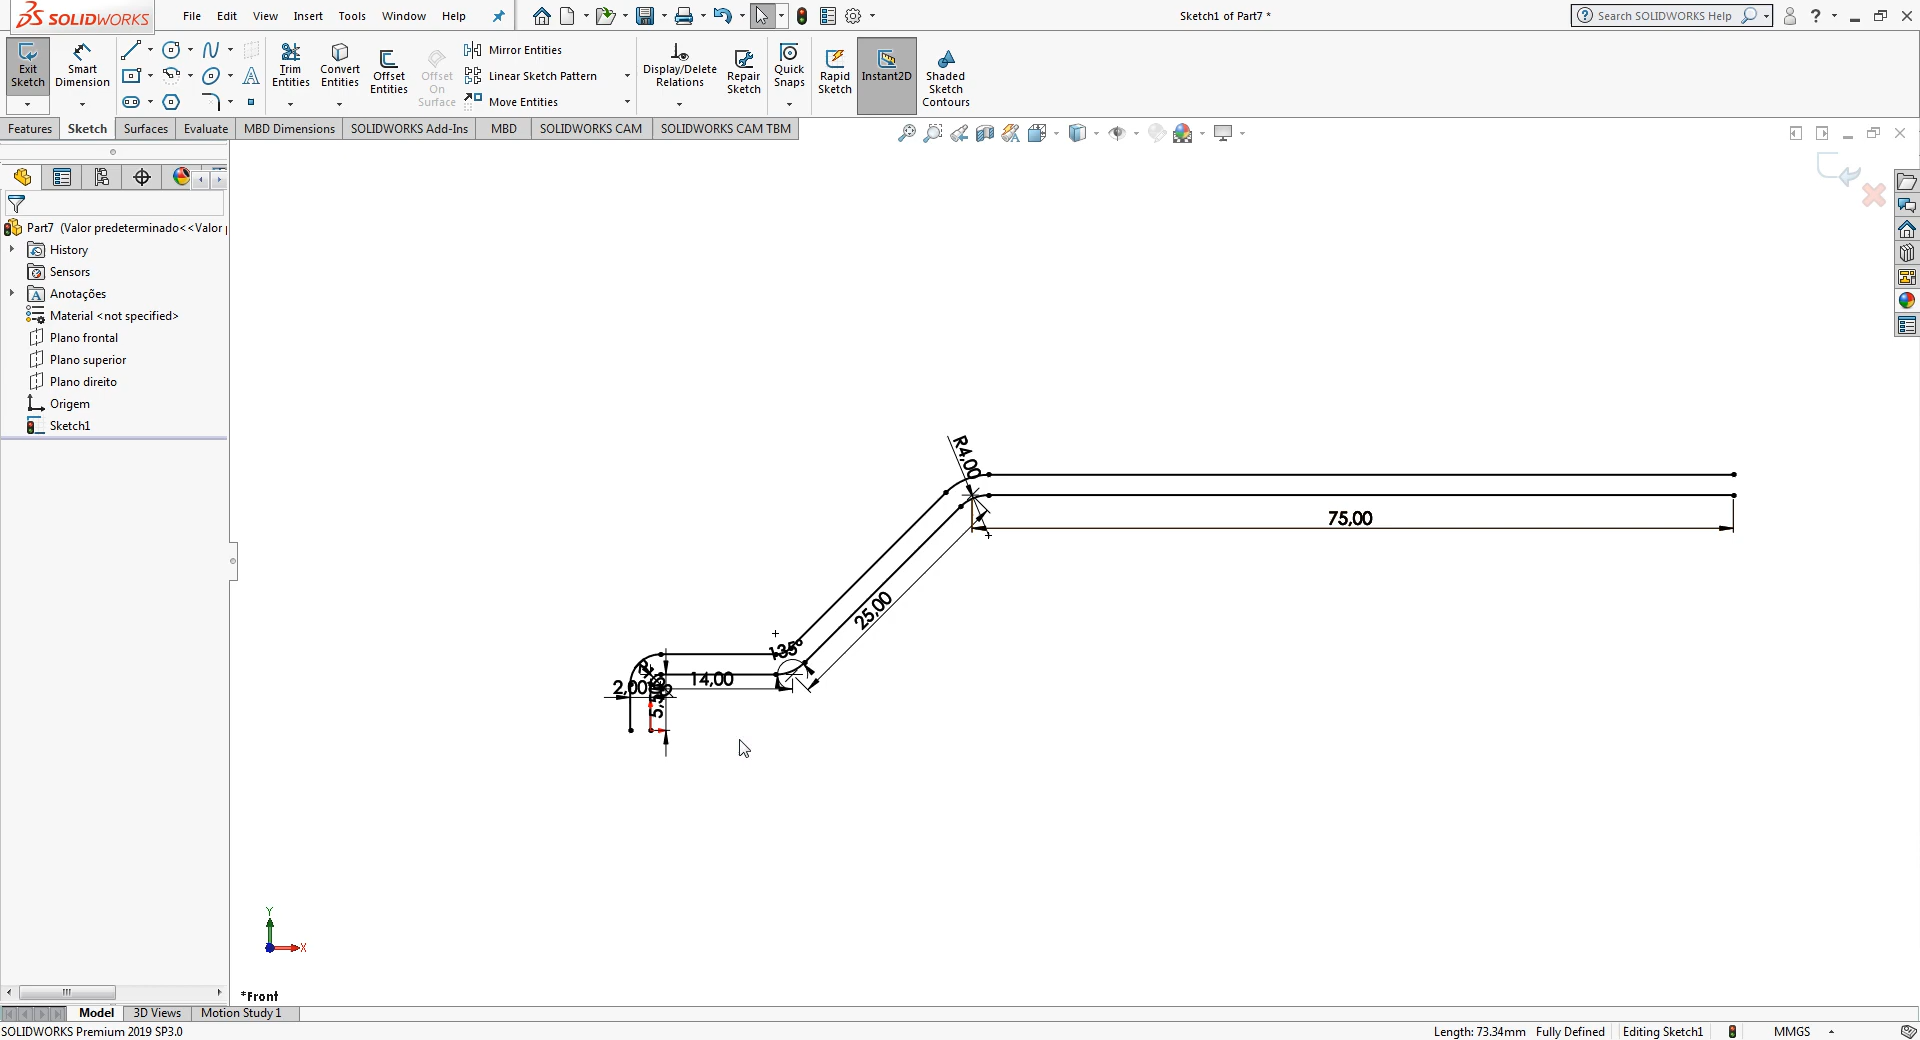 SOLIDWORKS File Edit View Insert Tools Window Help Sketch1 of Part7 * Search SOLIDWORKS Help
Exit Sketch
Smart Dimension
Trim Entities
Convert Entities
Offset Entities
Offset On Surface
Mirror Entities
Linear Sketch Pattern
Move Entities
Display/Delete Relations
Repair Sketch
Quick Snaps
Rapid Sketch
Instant2D
Shaded Sketch Contours
Features Sketch Surfaces Evaluate MBD Dimensions SOLIDWORKS Add-Ins MBD SOLIDWORKS CAM SOLIDWORKS CAM TBM
Part7 (Valor predeterminado<<Valor
History
Sensors
Anotações
Material <not specified>
Plano frontal
Plano superior
Plano direito
Origem
Sketch1
R4,00
75,00
25,00
135°
14,00
2,00
Y
X
*Front
Model 3D Views Motion Study 1
SOLIDWORKS Premium 2019 SP3.0 Length: 73.34mm Fully Defined Editing Sketch1 MMGS